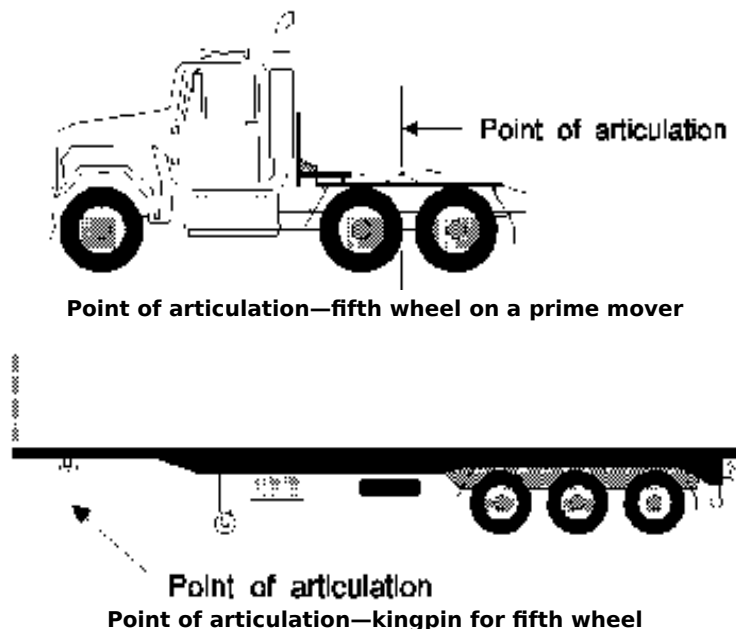 Point of articulation
Point of articulation—fifth wheel on a prime mover
Point of articulation
Point of articulation—kingpin for fifth wheel